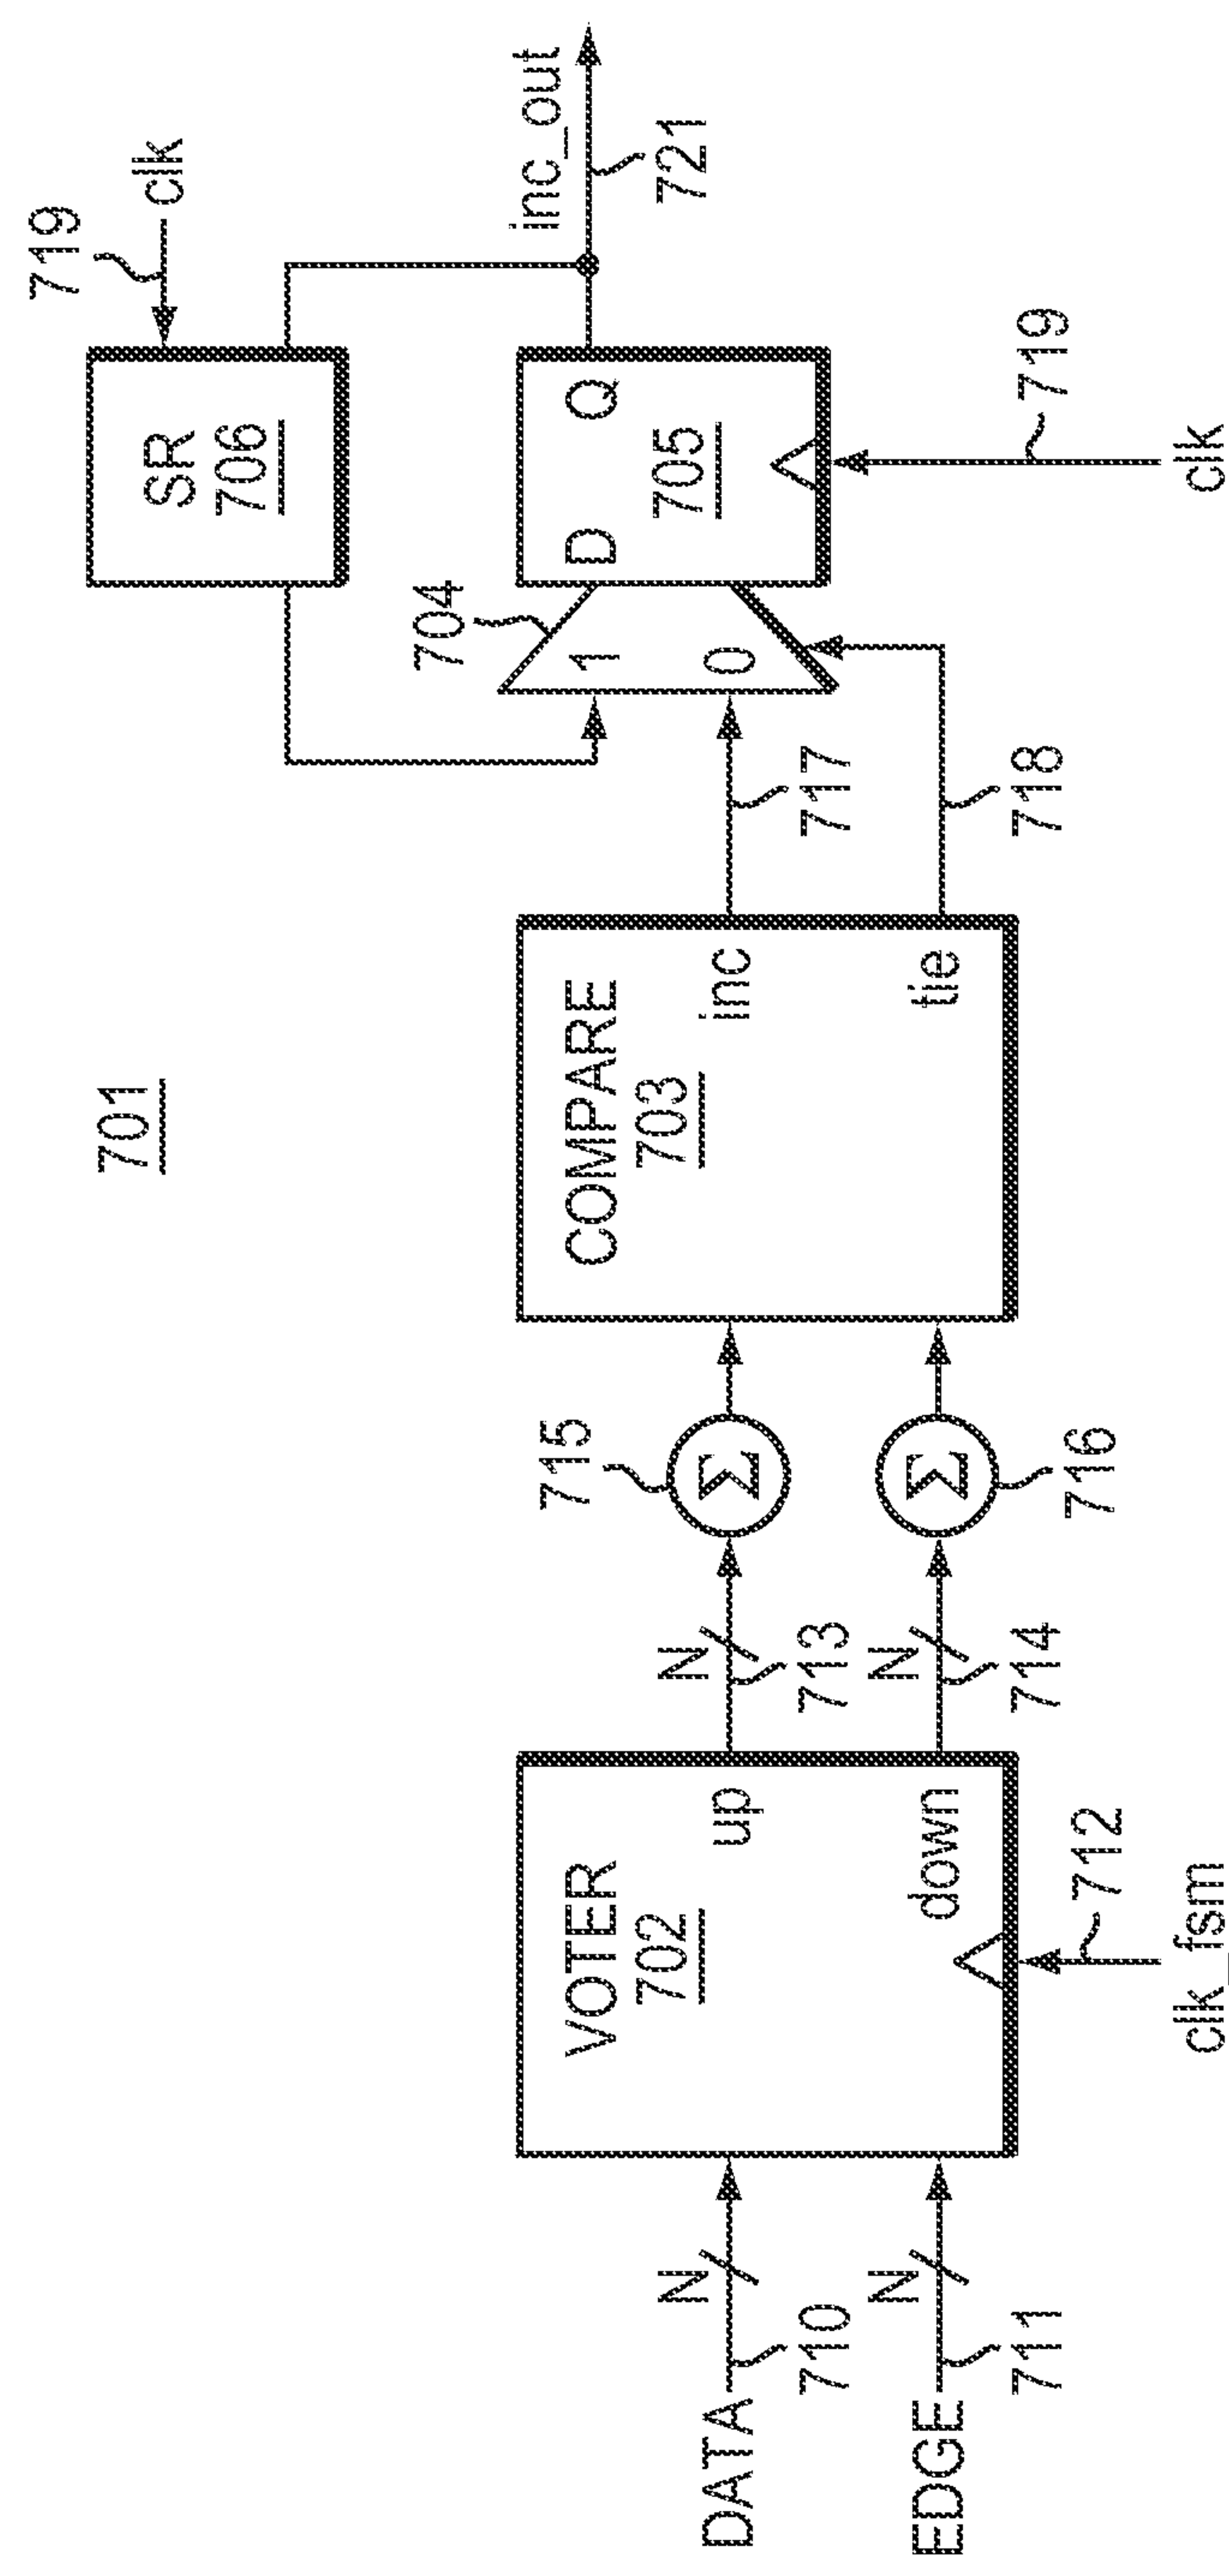 701
DATA
710
N
EDGE
711
N
VOTER
702
up
down
712
clk_fsm
N
713
N
714
715
Σ
716
Σ
COMPARE
703
inc
tie
717
718
704
1
0
D
Q
705
719
clk
SR
706
719
clk
inc_out
721